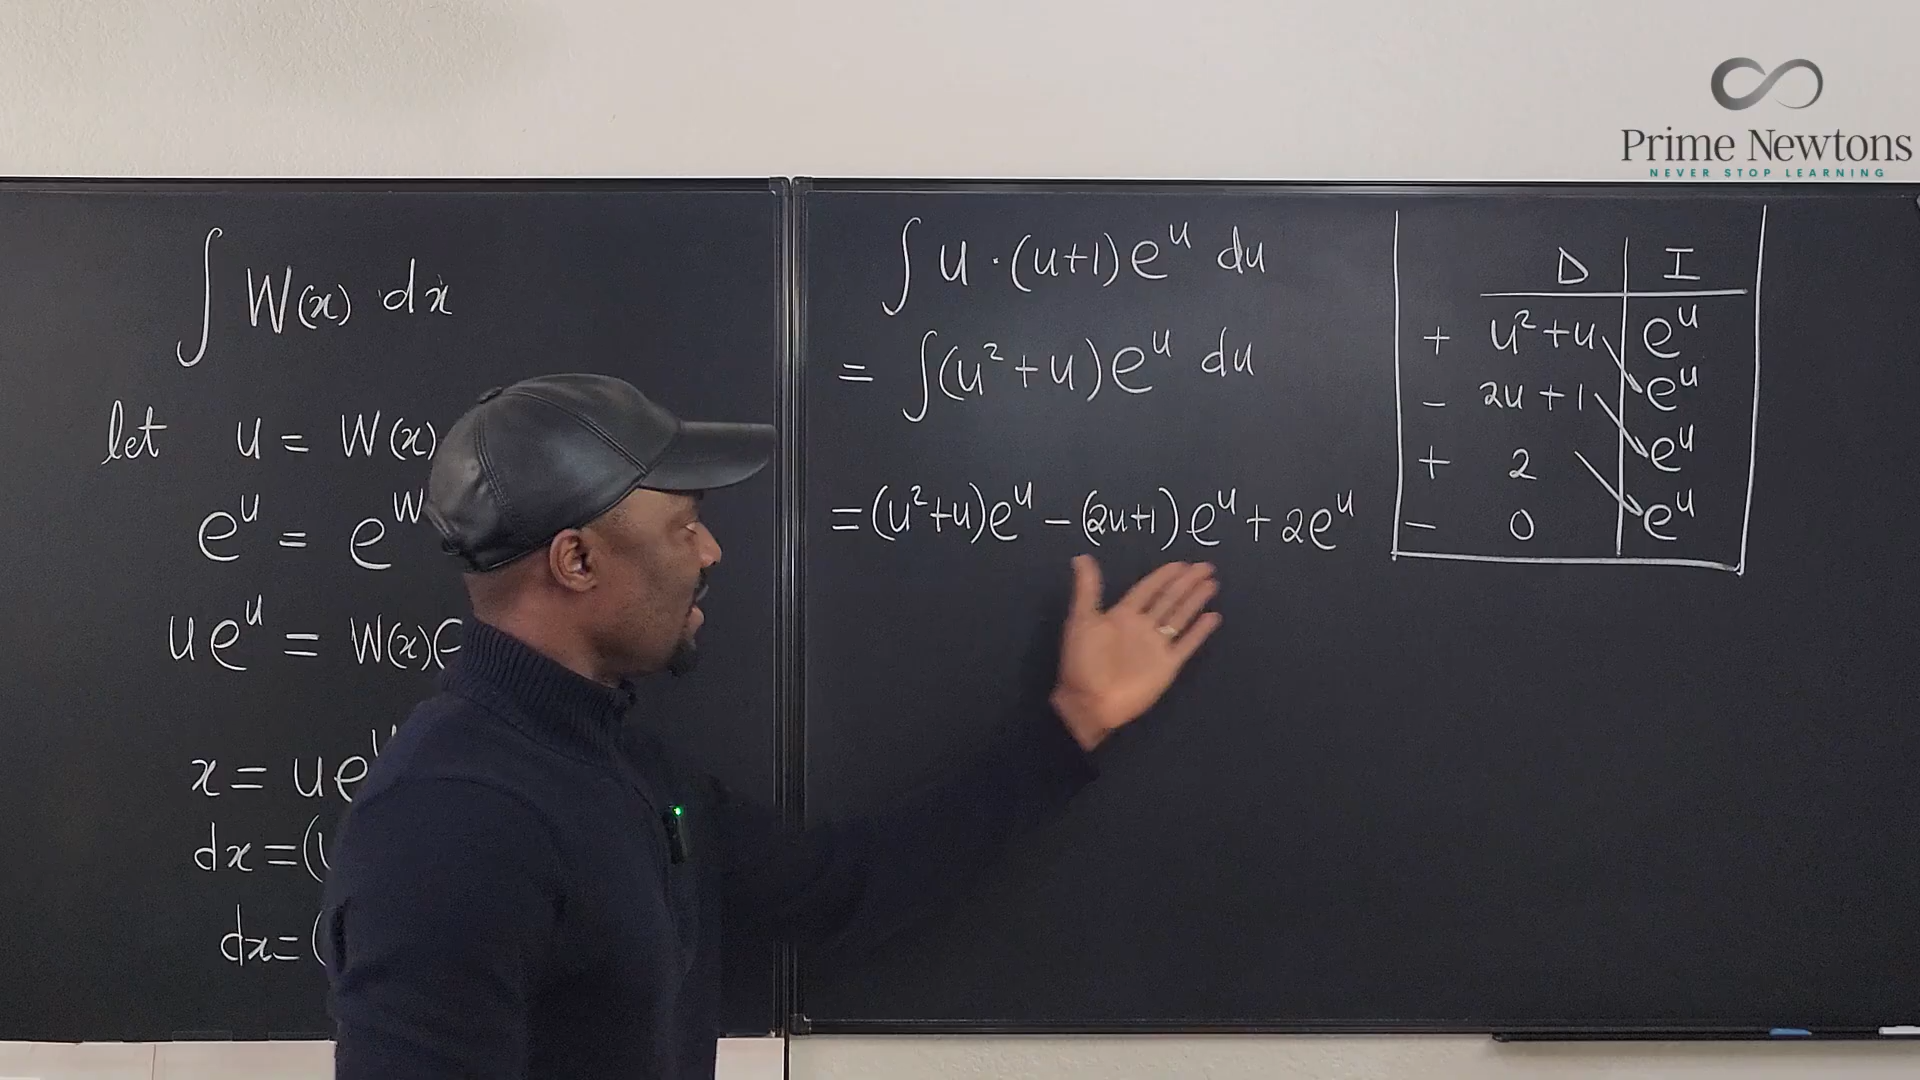 Prime Newtons
NEVER STOP LEARNING
∫ W(x) dx
let u = W(x)
e^u = e^W
ue^u = W(x)e
x = ue^u
dx = (u
dx = (
∫ u · (u+1)e^u du
= ∫(u² + u)e^u du
= (u²+u)e^u − (2u+1)e^u + 2e^u
D I
+ u² + u e^u
− 2u + 1 e^u
+ 2 e^u
− 0 e^u